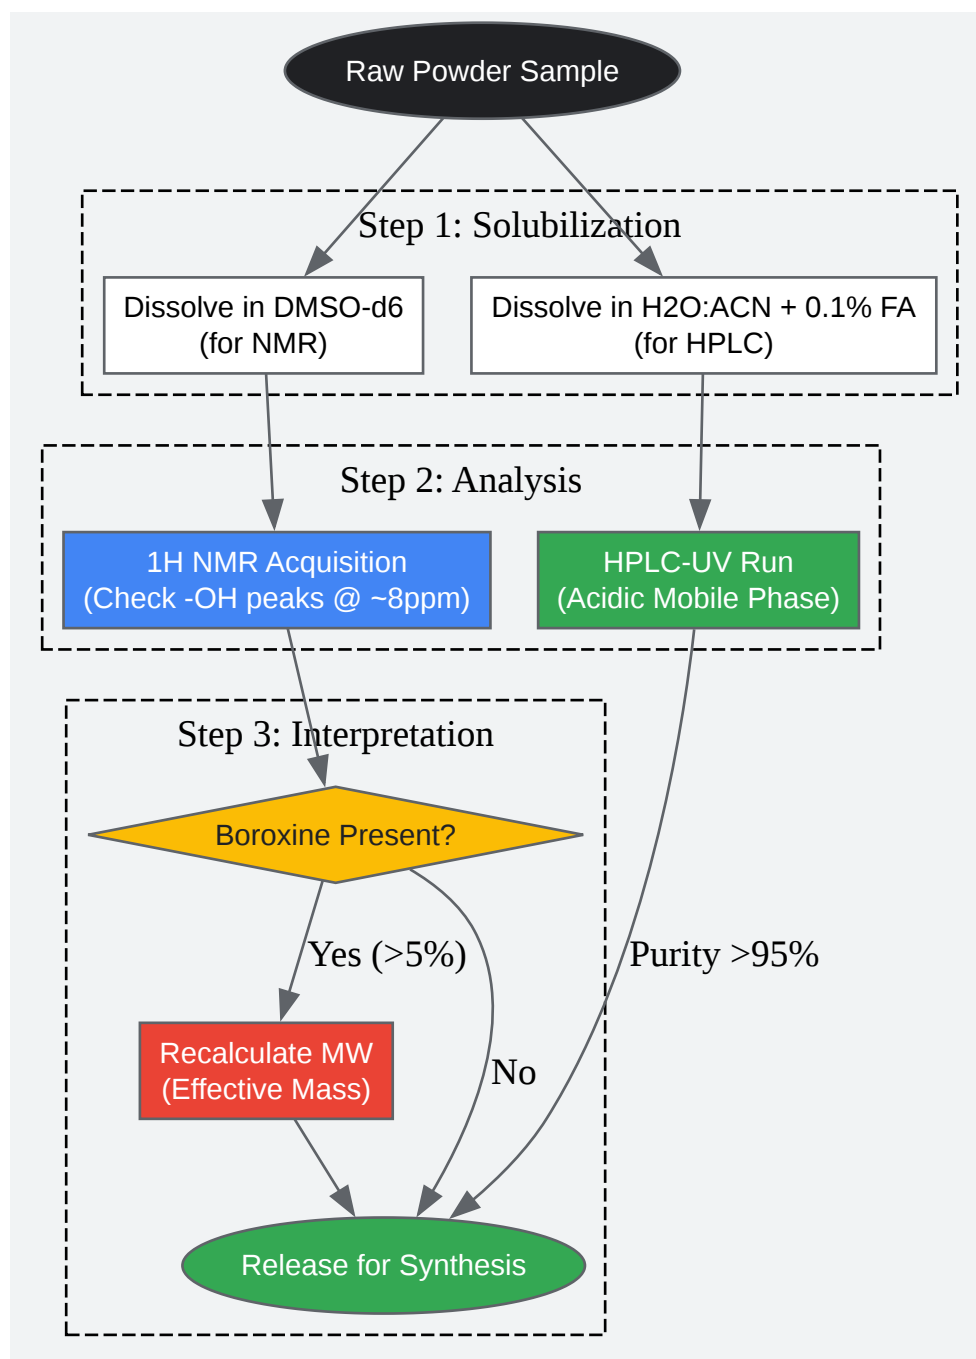 Raw Powder Sample
Step 1: Solubilization
Dissolve in DMSO-d6
(for NMR)
Dissolve in H2O:ACN + 0.1% FA
(for HPLC)
Step 2: Analysis
1H NMR Acquisition
(Check -OH peaks @ ~8ppm)
HPLC-UV Run
(Acidic Mobile Phase)
Step 3: Interpretation
Boroxine Present?
Yes (>5%)
Purity >95%
Recalculate MW
(Effective Mass)
No
Release for Synthesis